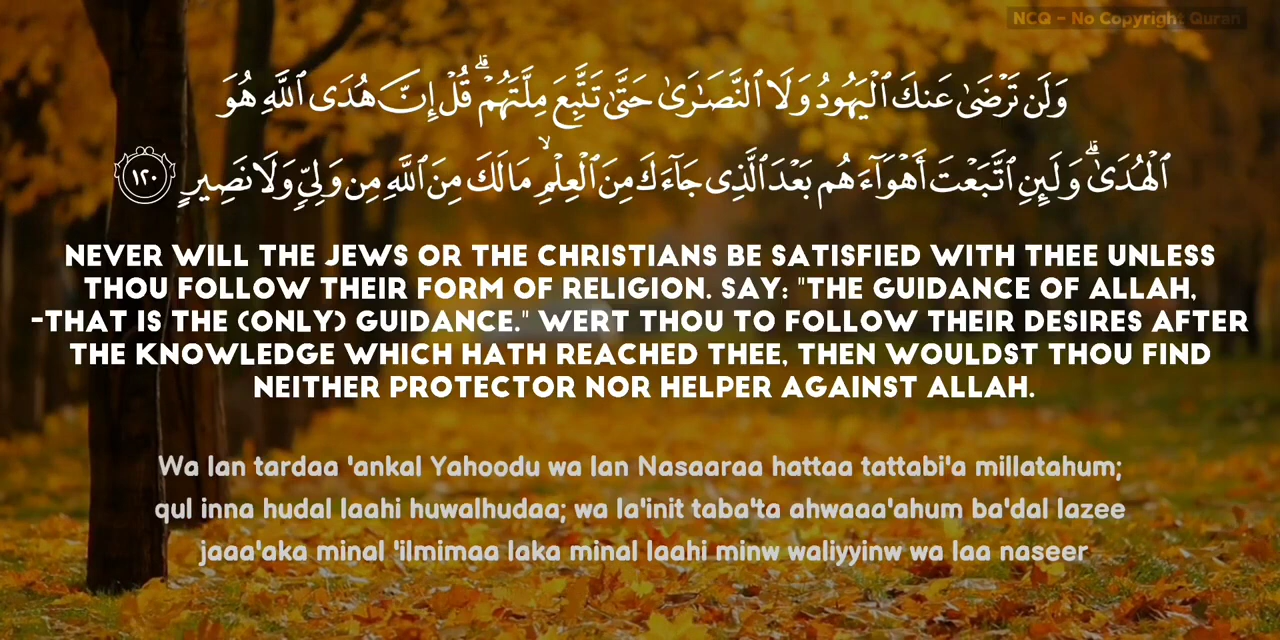 NCQ - No Copyright Quran
وَلَن تَرْضَىٰ عَنكَ ٱلْيَهُودُ وَلَا ٱلنَّصَـٰرَىٰ حَتَّىٰ تَتَّبِعَ مِلَّتَهُمْ ۗ قُلْ إِنَّ هُدَى ٱللَّهِ هُوَ
ٱلْهُدَىٰ ۗ وَلَئِنِ ٱتَّبَعْتَ أَهْوَآءَهُم بَعْدَ ٱلَّذِى جَآءَكَ مِنَ ٱلْعِلْمِ ۙ مَا لَكَ مِنَ ٱللَّهِ مِن وَلِىٍّ وَلَا نَصِيرٍ ١٢٠
NEVER WILL THE JEWS OR THE CHRISTIANS BE SATISFIED WITH THEE UNLESS
THOU FOLLOW THEIR FORM OF RELIGION. SAY: "THE GUIDANCE OF ALLAH,
-THAT IS THE (ONLY) GUIDANCE." WERT THOU TO FOLLOW THEIR DESIRES AFTER
THE KNOWLEDGE WHICH HATH REACHED THEE, THEN WOULDST THOU FIND
NEITHER PROTECTOR NOR HELPER AGAINST ALLAH.
Wa lan tardaa 'ankal Yahoodu wa lan Nasaaraa hattaa tattabi'a millatahum;
qul inna hudal laahi huwalhudaa; wa la'init taba'ta ahwaaa'ahum ba'dal lazee
jaaa'aka minal 'ilmimaa laka minal laahi minw waliyyinw wa laa naseer